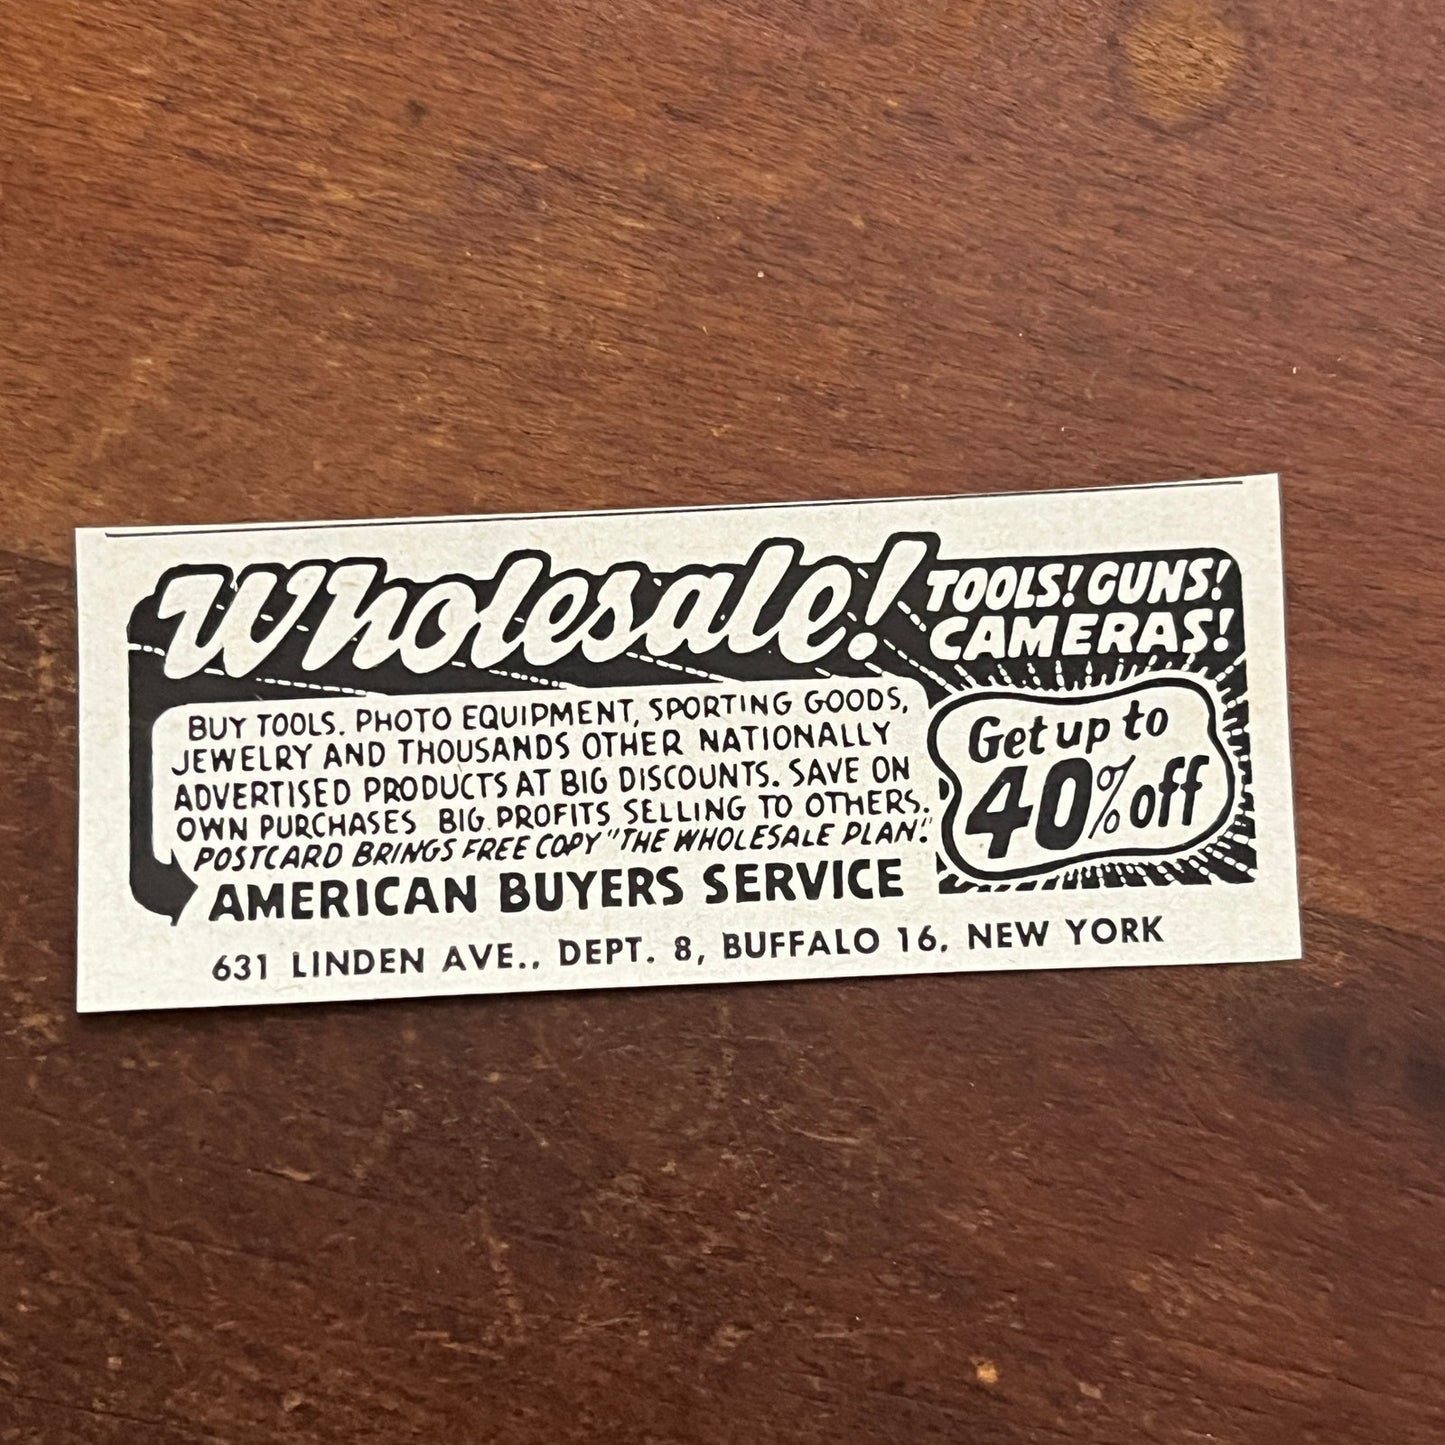 Wholesale!
TOOLS! GUNS!
CAMERAS!
BUY TOOLS. PHOTO EQUIPMENT, SPORTING GOODS,
JEWELRY AND THOUSANDS OTHER NATIONALLY
ADVERTISED PRODUCTS AT BIG DISCOUNTS. SAVE ON
OWN PURCHASES BIG PROFITS SELLING TO OTHERS.
POSTCARD BRINGS FREE COPY "THE WHOLESALE PLAN."
Get up to
40% off
AMERICAN BUYERS SERVICE
631 LINDEN AVE., DEPT. 8, BUFFALO 16, NEW YORK